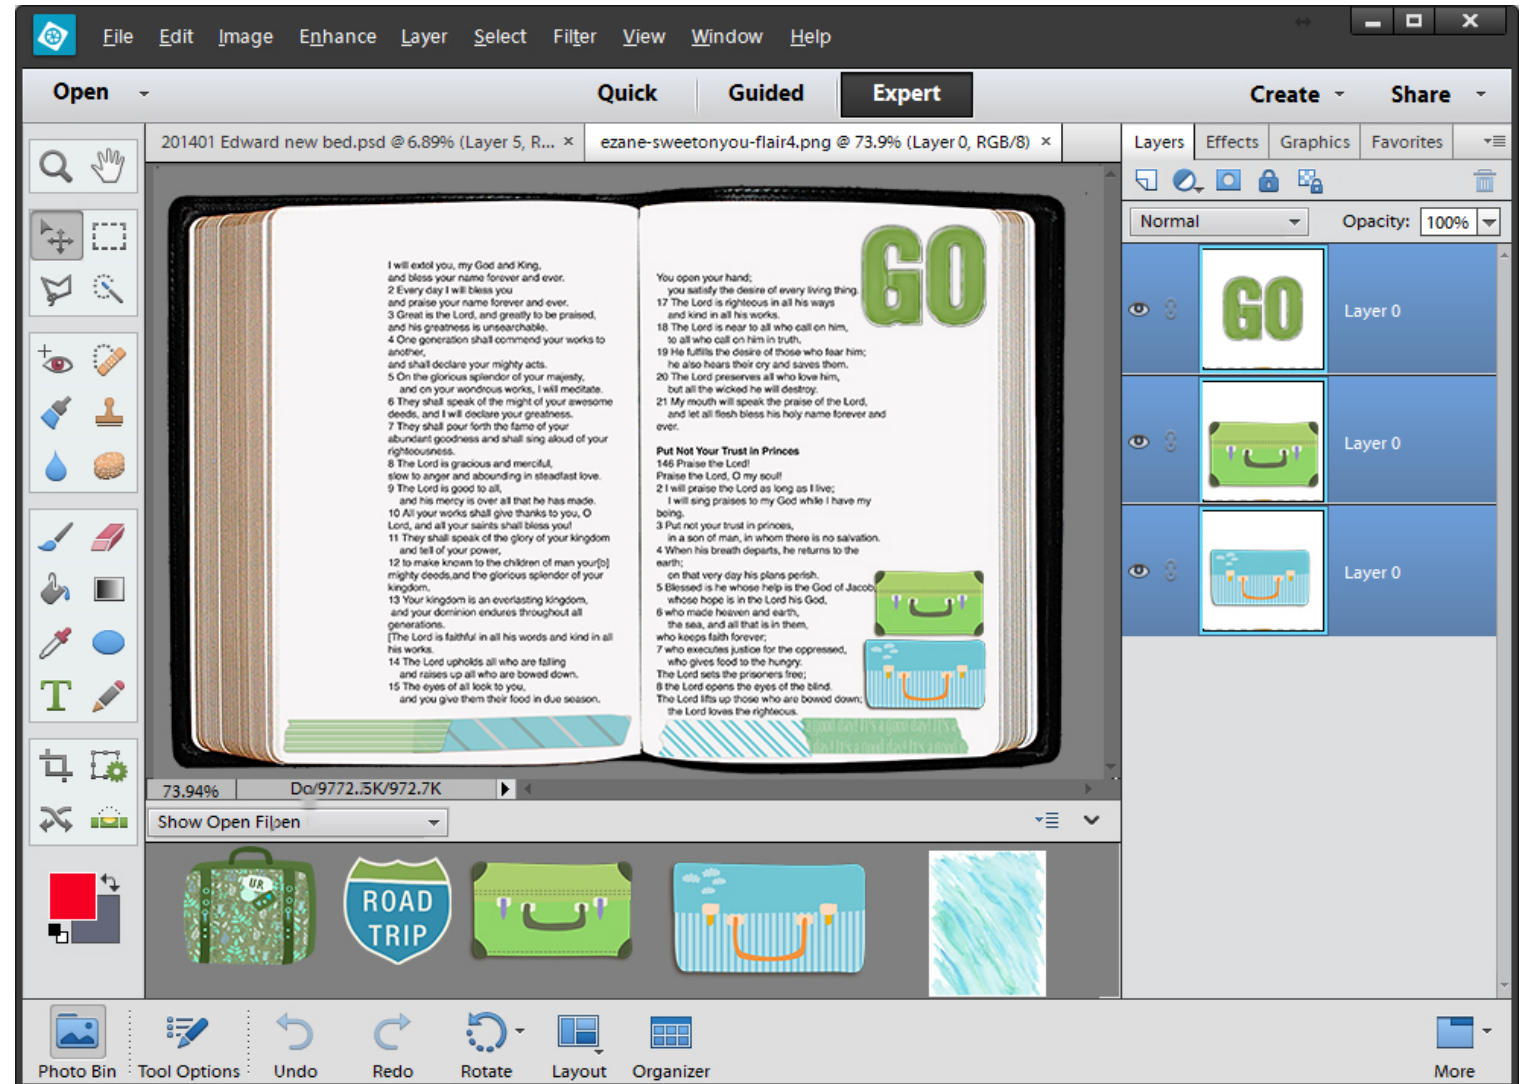 File Edit Image Enhance Layer Select Filter View Window Help
Open Quick Guided Expert Create Share
201401 Edward new bed.psd @ 6.89% (Layer 5, R... × ezane-sweetonyou-flair4.png @ 73.9% (Layer 0, RGB/8) ×
Layers Effects Graphics Favorites
Normal Opacity: 100%
GO
Layer 0
Layer 0
Layer 0
I will extol you, my God and King,
and bless your name forever and ever.
2 Every day I will bless you
and praise your name forever and ever.
3 Great is the Lord, and greatly to be praised,
and his greatness is unsearchable.
4 One generation shall commend your works to
another,
and shall declare your mighty acts.
5 On the glorious splendor of your majesty,
and on your wondrous works, I will meditate.
6 They shall speak of the might of your awesome
deeds, and I will declare your greatness.
7 They shall pour forth the fame of your
abundant goodness and shall sing aloud of your
righteousness.
8 The Lord is gracious and merciful,
slow to anger and abounding in steadfast love.
9 The Lord is good to all,
and his mercy is over all that he has made.
10 All your works shall give thanks to you, O
Lord, and all your saints shall bless you!
11 They shall speak of the glory of your kingdom
and tell of your power,
12 to make known to the children of man your[b]
mighty deeds,and the glorious splendor of your
kingdom.
13 Your kingdom is an everlasting kingdom,
and your dominion endures throughout all
generations.
[The Lord is faithful in all his words and kind in all
his works.
14 The Lord upholds all who are falling
and raises up all who are bowed down.
15 The eyes of all look to you,
and you give them their food in due season.
GO
You open your hand;
you satisfy the desire of every living thing.
17 The Lord is righteous in all his ways
and kind in all his works.
18 The Lord is near to all who call on him,
to all who call on him in truth.
19 He fulfills the desire of those who fear him;
he also hears their cry and saves them.
20 The Lord preserves all who love him,
but all the wicked he will destroy.
21 My mouth will speak the praise of the Lord,
and let all flesh bless his holy name forever and
ever.
Put Not Your Trust in Princes
146 Praise the Lord!
Praise the Lord, O my soul!
2 I will praise the Lord as long as I live;
I will sing praises to my God while I have my
being.
3 Put not your trust in princes,
in a son of man, in whom there is no salvation.
4 When his breath departs, he returns to the
earth;
on that very day his plans perish.
5 Blessed is he whose help is the God of Jacob,
whose hope is in the Lord his God,
6 who made heaven and earth,
the sea, and all that is in them,
who keeps faith forever;
7 who executes justice for the oppressed,
who gives food to the hungry.
The Lord sets the prisoners free;
8 the Lord opens the eyes of the blind.
The Lord lifts up those who are bowed down;
the Lord loves the righteous.
good day! It's a good day! It's
day! It's a good day! It's a good
73.94%
Show Open
UR
ROAD
TRIP
Photo Bin Tool Options Undo Redo Rotate Layout Organizer More